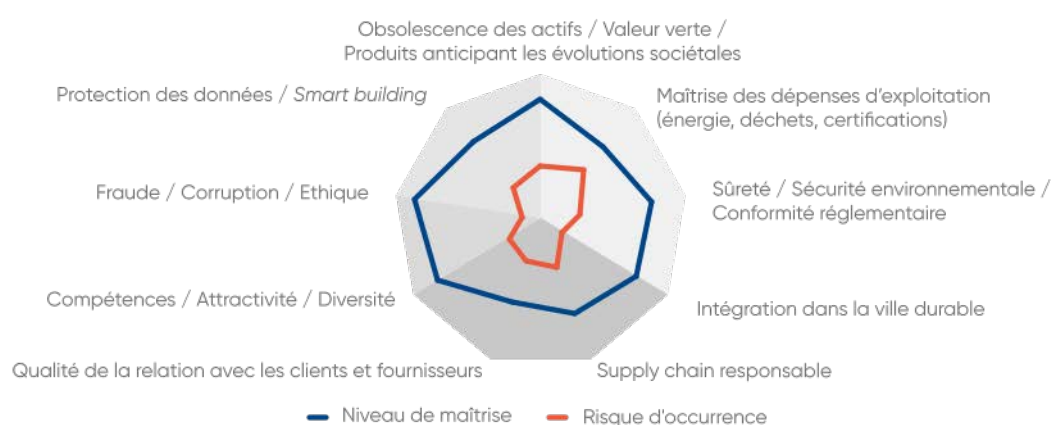 Obsolescence des actifs / Valeur verte /
Produits anticipant les évolutions sociétales
Protection des données / Smart building
Maîtrise des dépenses d'exploitation
(énergie, déchets, certifications)
Fraude / Corruption / Ethique
Sûreté / Sécurité environnementale /
Conformité réglementaire
Compétences / Attractivité / Diversité
Intégration dans la ville durable
Qualité de la relation avec les clients et fournisseurs
Supply chain responsable
Niveau de maîtrise
Risque d'occurrence